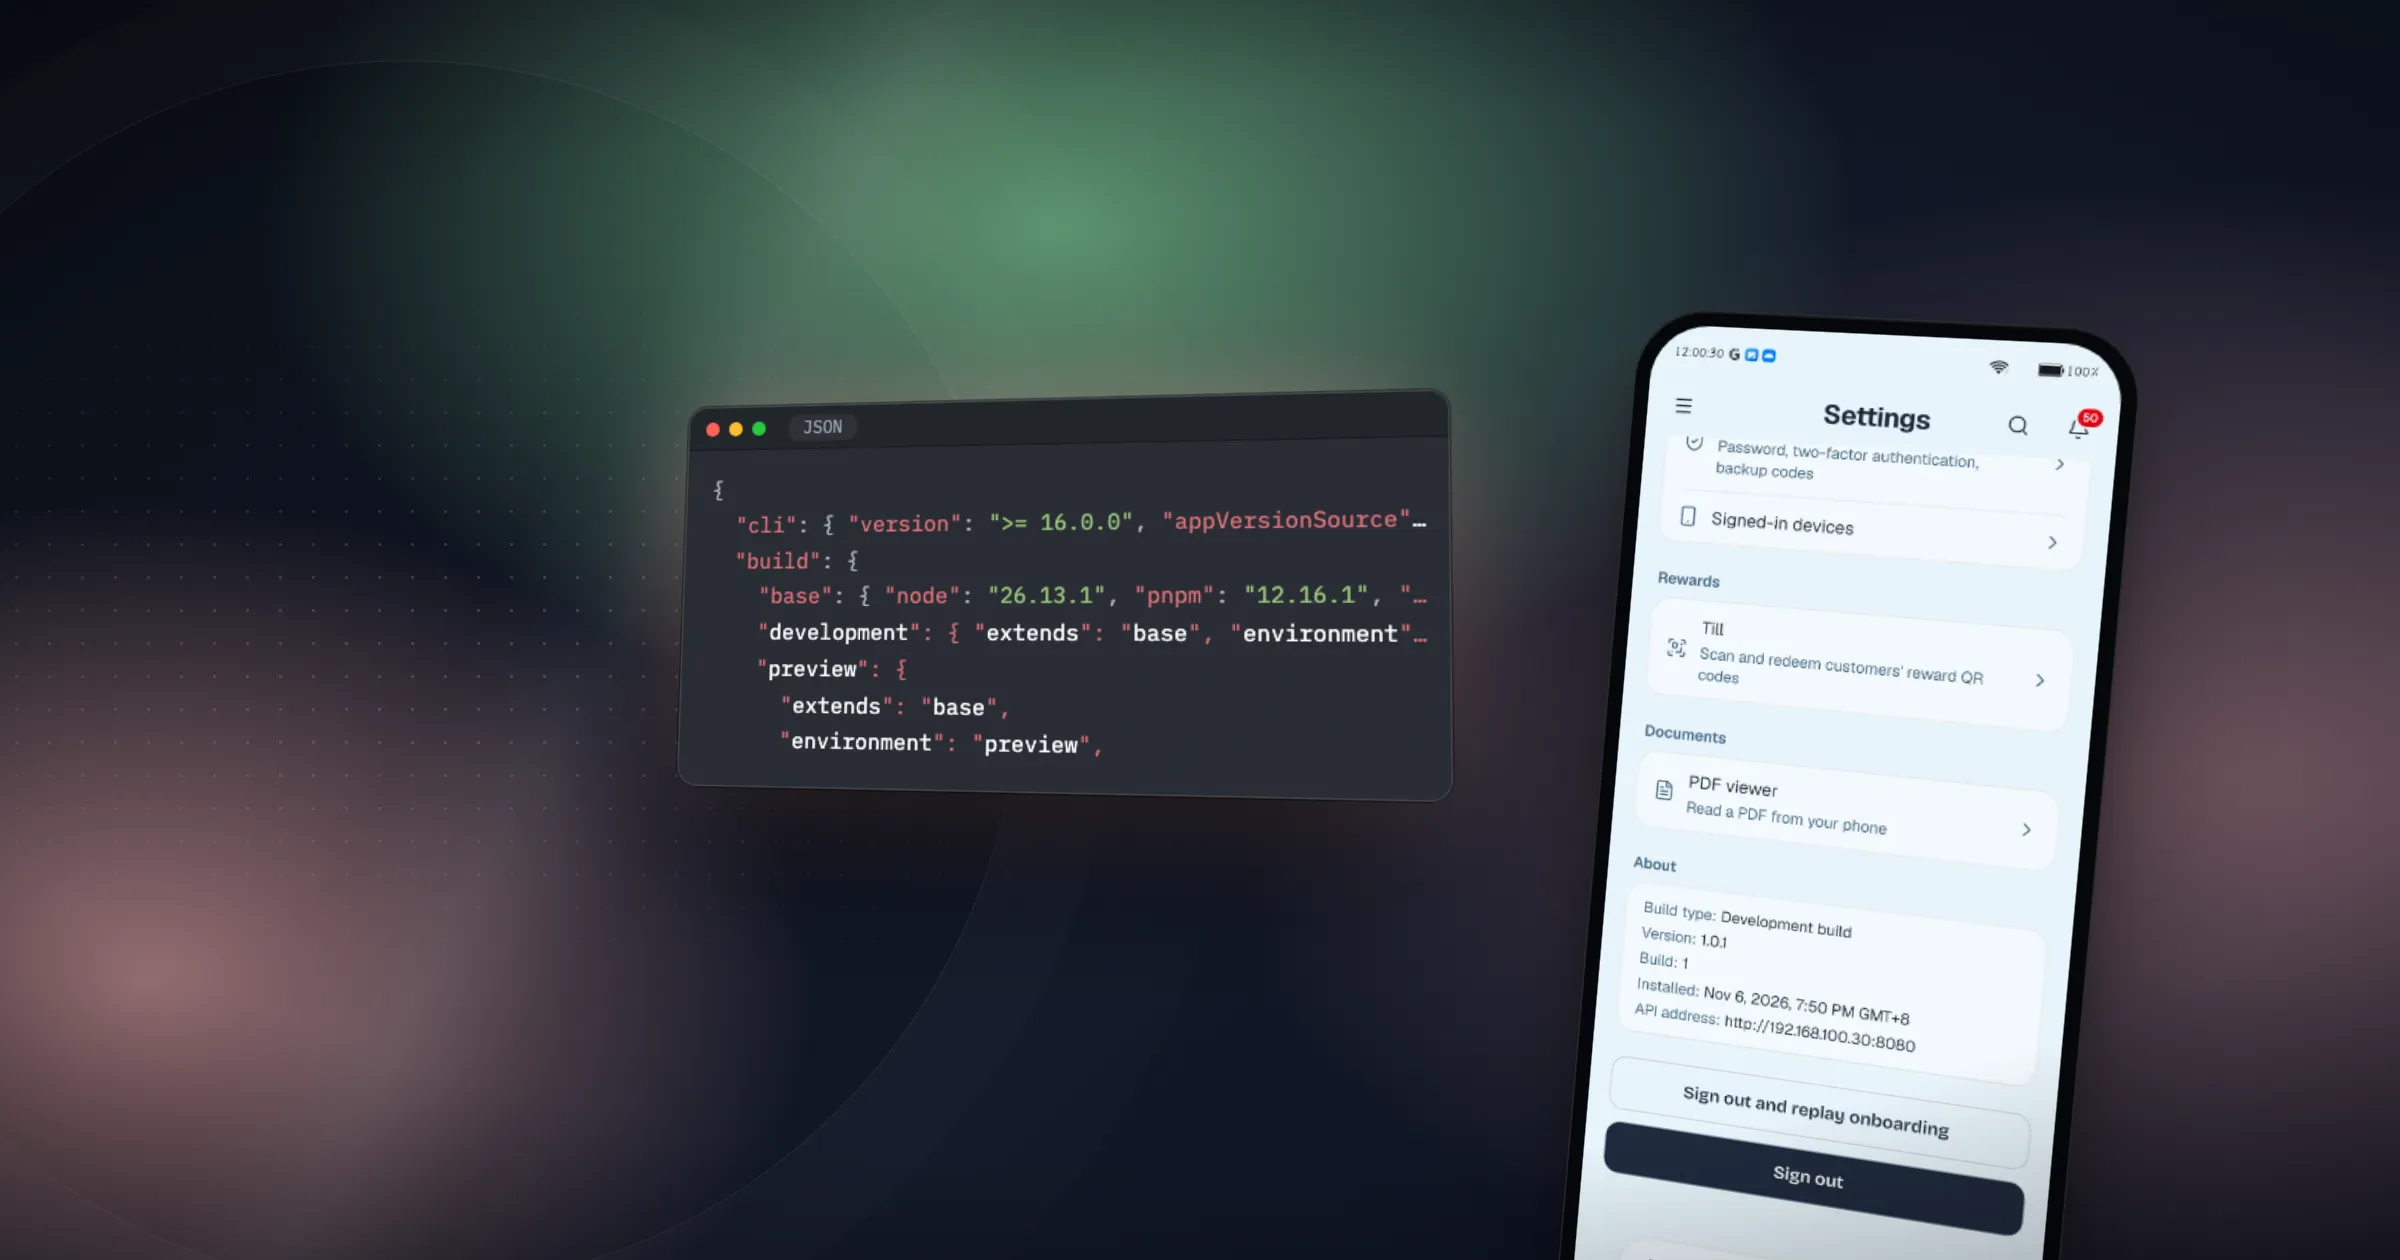 JSON
{
"cli": { "version": ">= 16.0.0", "appVersionSource"…
"build": {
"base": { "node": "26.13.1", "pnpm": "12.16.1", "…
"development": { "extends": "base", "environment"…
"preview": {
"extends": "base",
"environment": "preview",
12:00:30
100%
Settings
50
Password, two-factor authentication,
backup codes
Signed-in devices
Rewards
Till
Scan and redeem customers' reward QR
codes
Documents
PDF viewer
Read a PDF from your phone
About
Build type: Development build
Version: 1.0.1
Build: 1
Installed: Nov 6, 2026, 7:50 PM GMT+8
API address: http://192.168.100.30:8080
Sign out and replay onboarding
Sign out